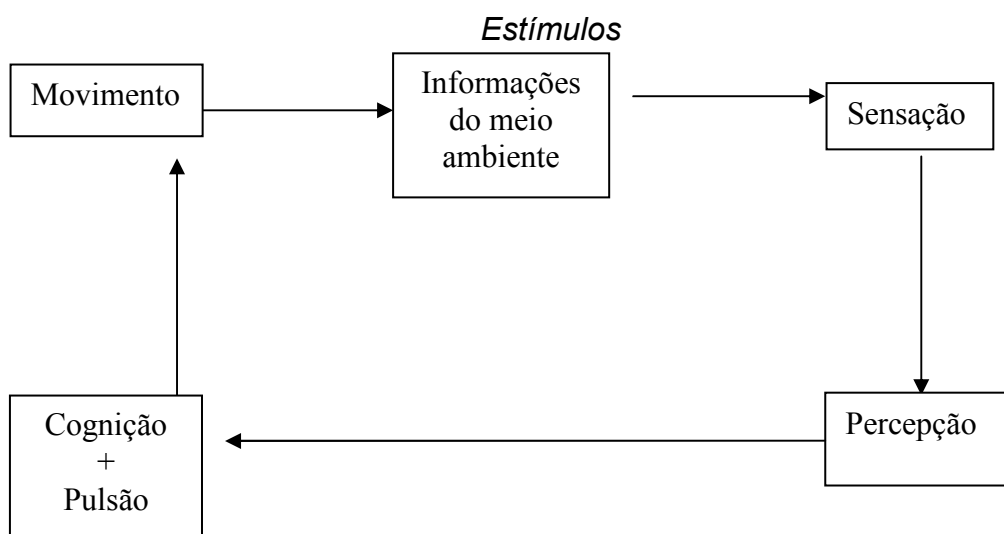 Estímulos
Movimento
Informações
do meio
ambiente
Sensação
Cognição
+
Pulsão
Percepção